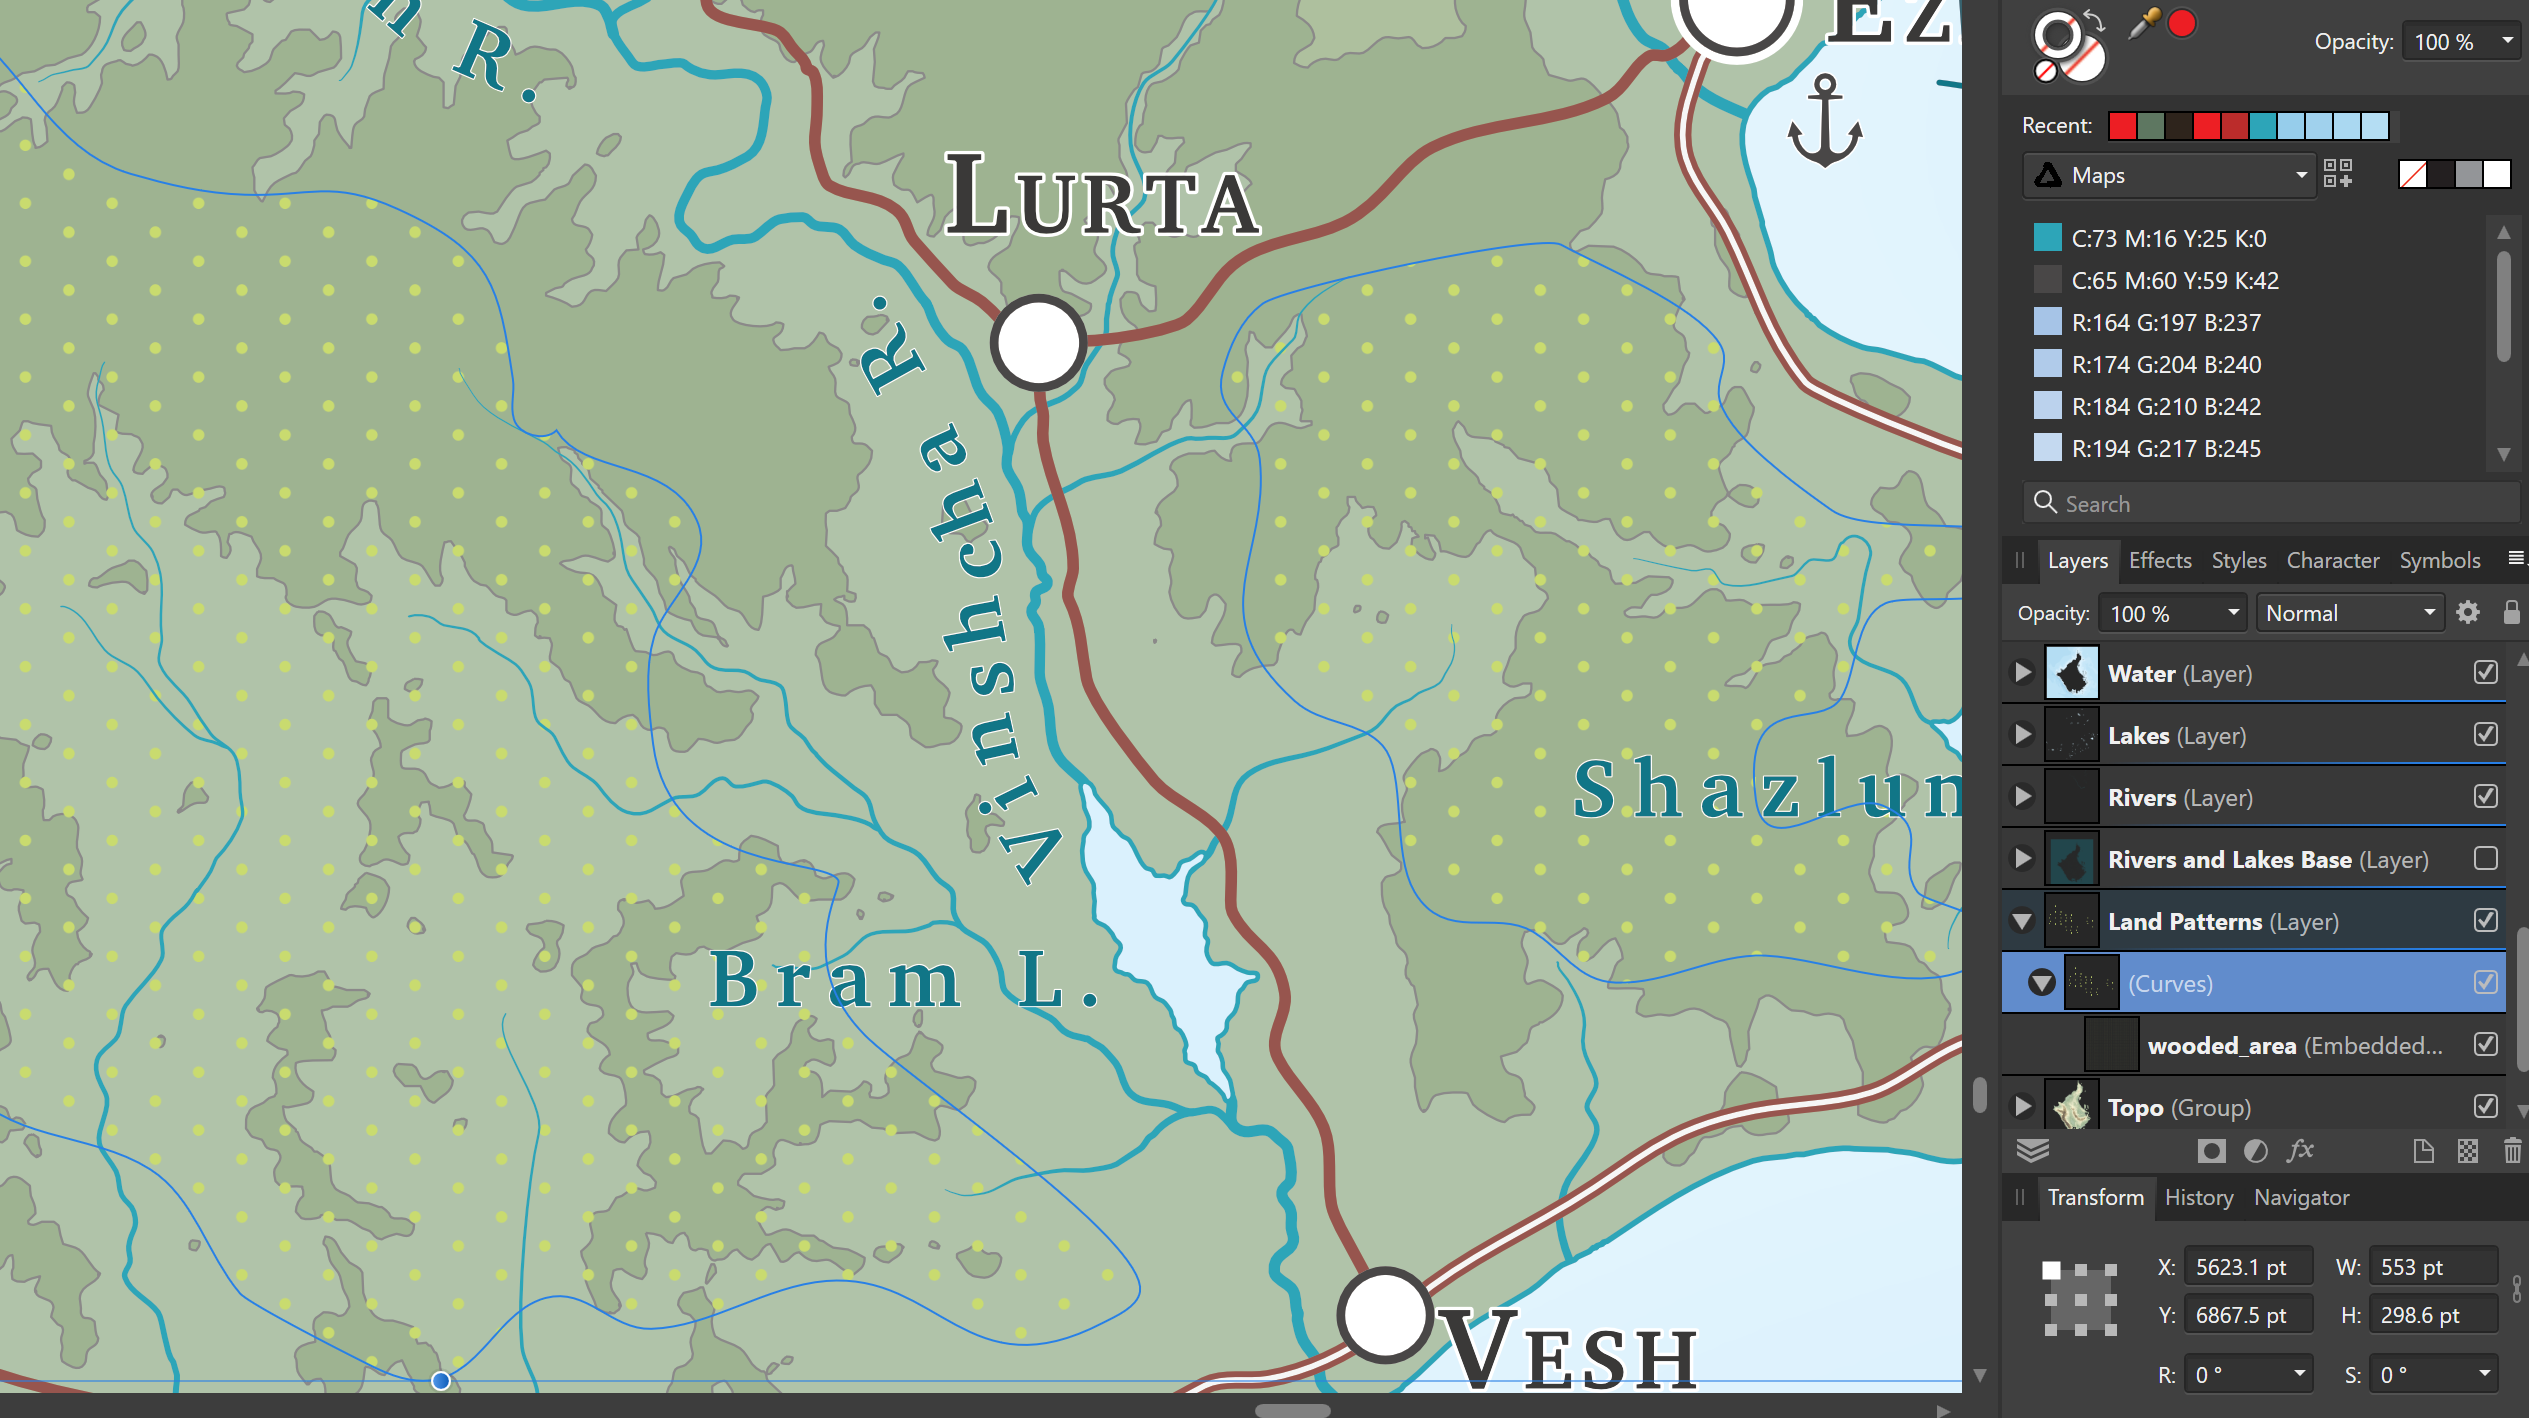 n R.
EZ
LURTA
Vinshcha R.
Shazlun
Bram L.
VESH
Opacity: 100 %
Recent:
Maps
C:73 M:16 Y:25 K:0
C:65 M:60 Y:59 K:42
R:164 G:197 B:237
R:174 G:204 B:240
R:184 G:210 B:242
R:194 G:217 B:245
Search
Layers Effects Styles Character Symbols
Opacity: 100 % Normal
Water (Layer)
Lakes (Layer)
Rivers (Layer)
Rivers and Lakes Base (Layer)
Land Patterns (Layer)
(Curves)
wooded_area (Embedded...
Topo (Group)
fx
Transform History Navigator
X: 5623.1 pt W: 553 pt
Y: 6867.5 pt H: 298.6 pt
R: 0 ° S: 0 °